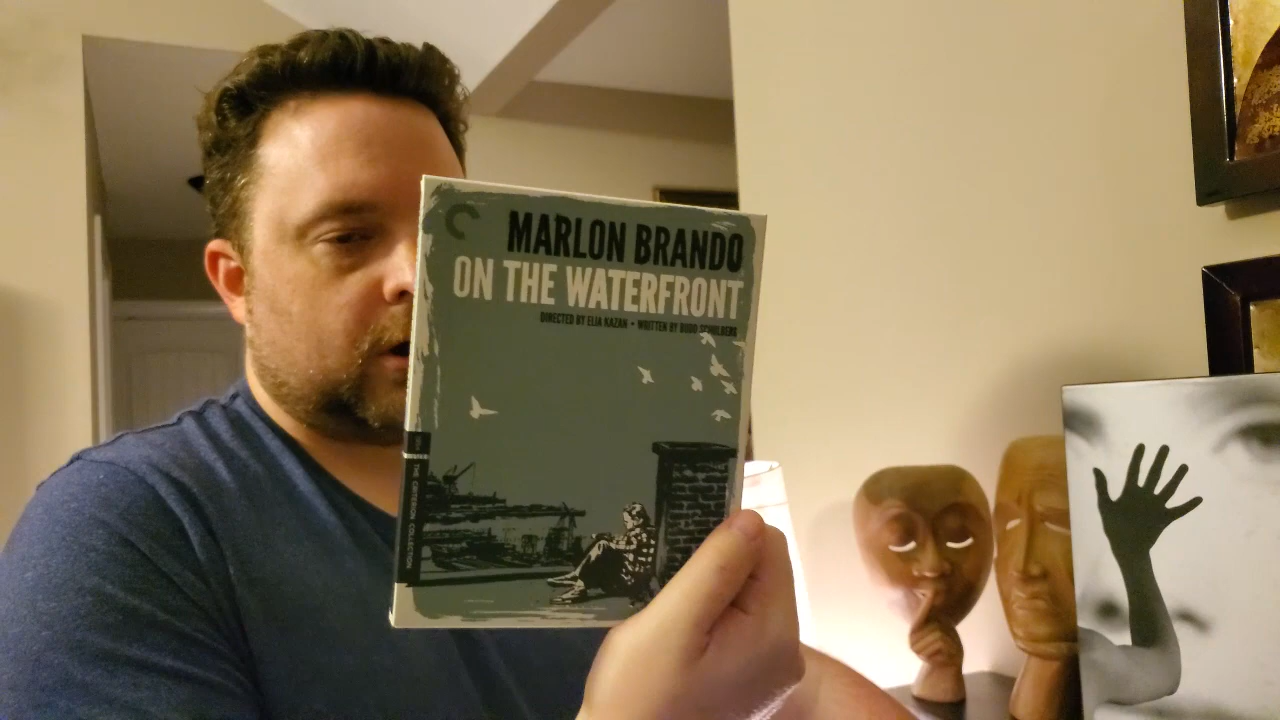 MARLON BRANDO
ON THE WATERFRONT
DIRECTED BY ELIA KAZAN • WRITTEN BY BUDD SCHULBERG
THE CRITERION COLLECTION